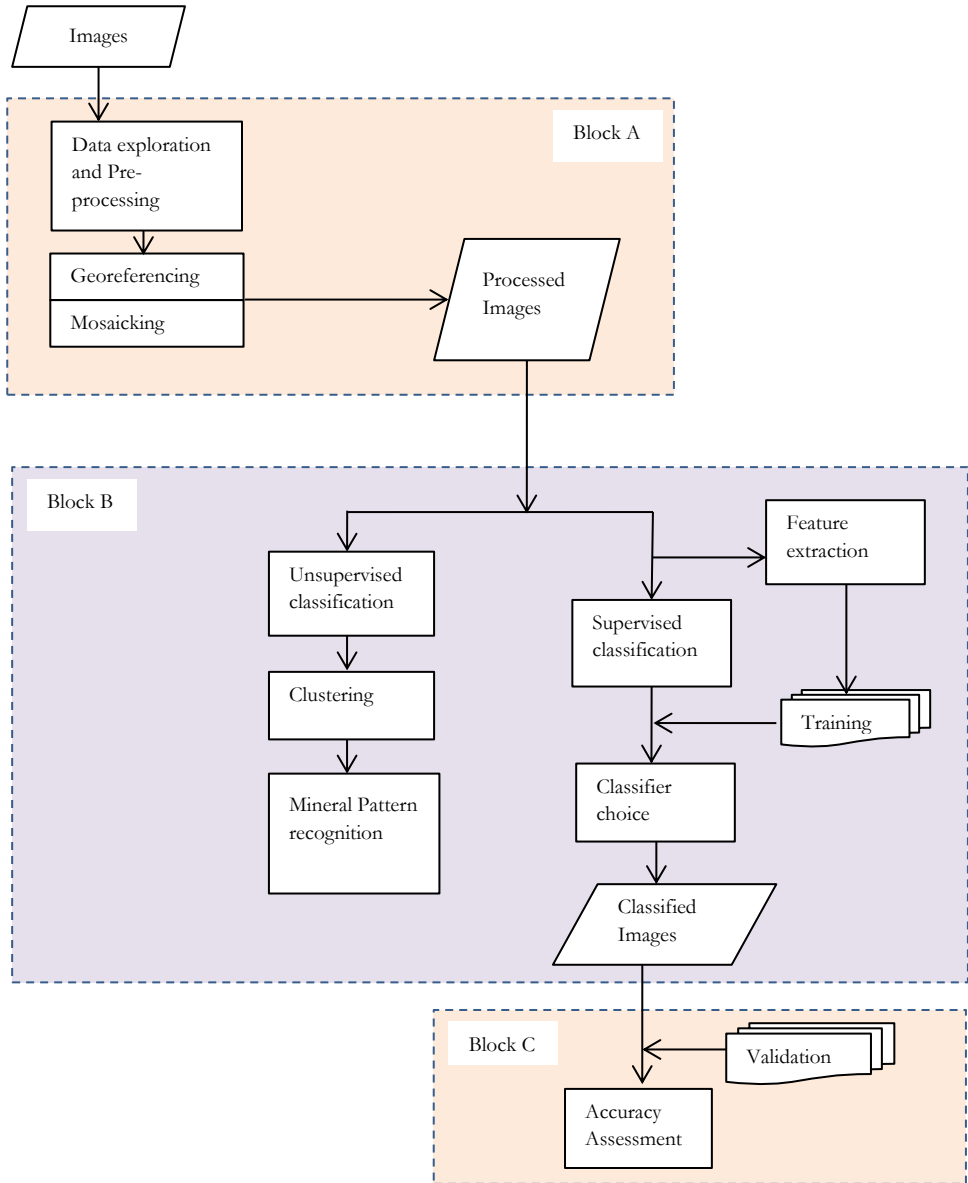 Images
Block A
Data exploration
and Pre-
processing
Georeferencing
Mosaicking
Processed
Images
Block B
Unsupervised
classification
Clustering
Mineral Pattern
recognition
Feature
extraction
Supervised
classification
Training
Classifier
choice
Classified
Images
Block C
Validation
Accuracy
Assessment